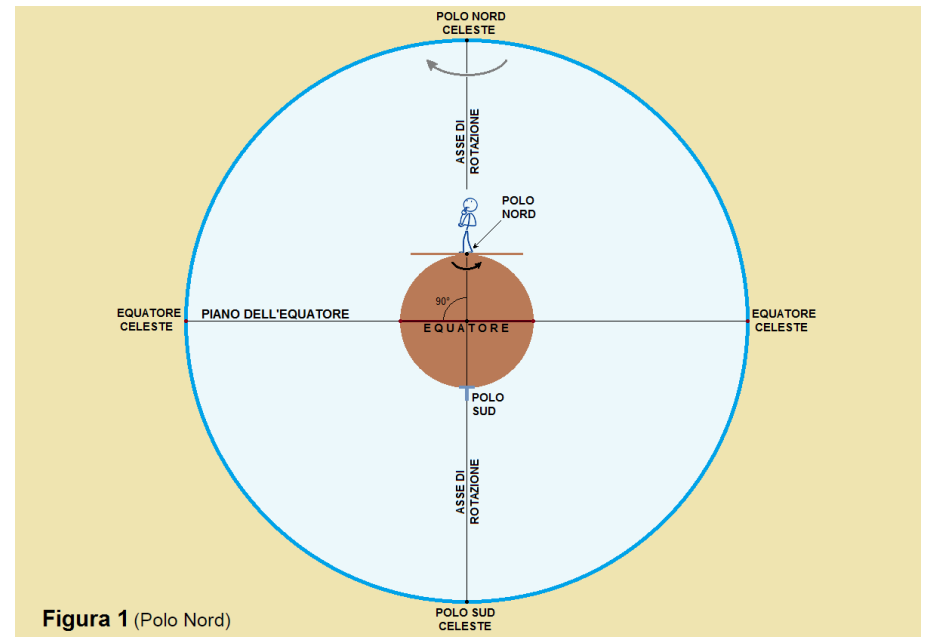 POLO NORD
CELESTE
ASSE DI
ROTAZIONE
POLO
NORD
90°
EQUATORE
CELESTE
PIANO DELL'EQUATORE
EQUATORE
EQUATORE
CELESTE
POLO
SUD
ASSE DI
ROTAZIONE
POLO SUD
CELESTE
Figura 1 (Polo Nord)